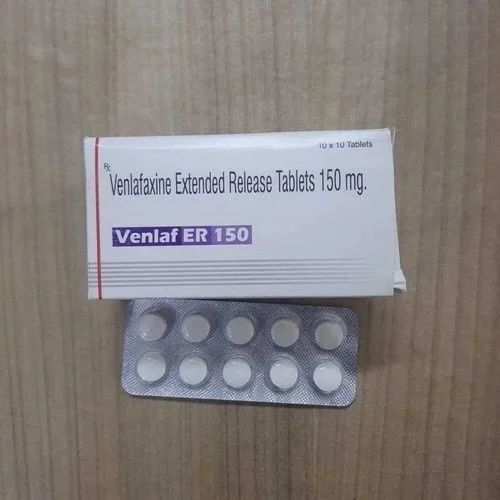 10 x 10 Tablets
Rx
Venlafaxine Extended Release Tablets 150 mg.
Venlaf ER 150